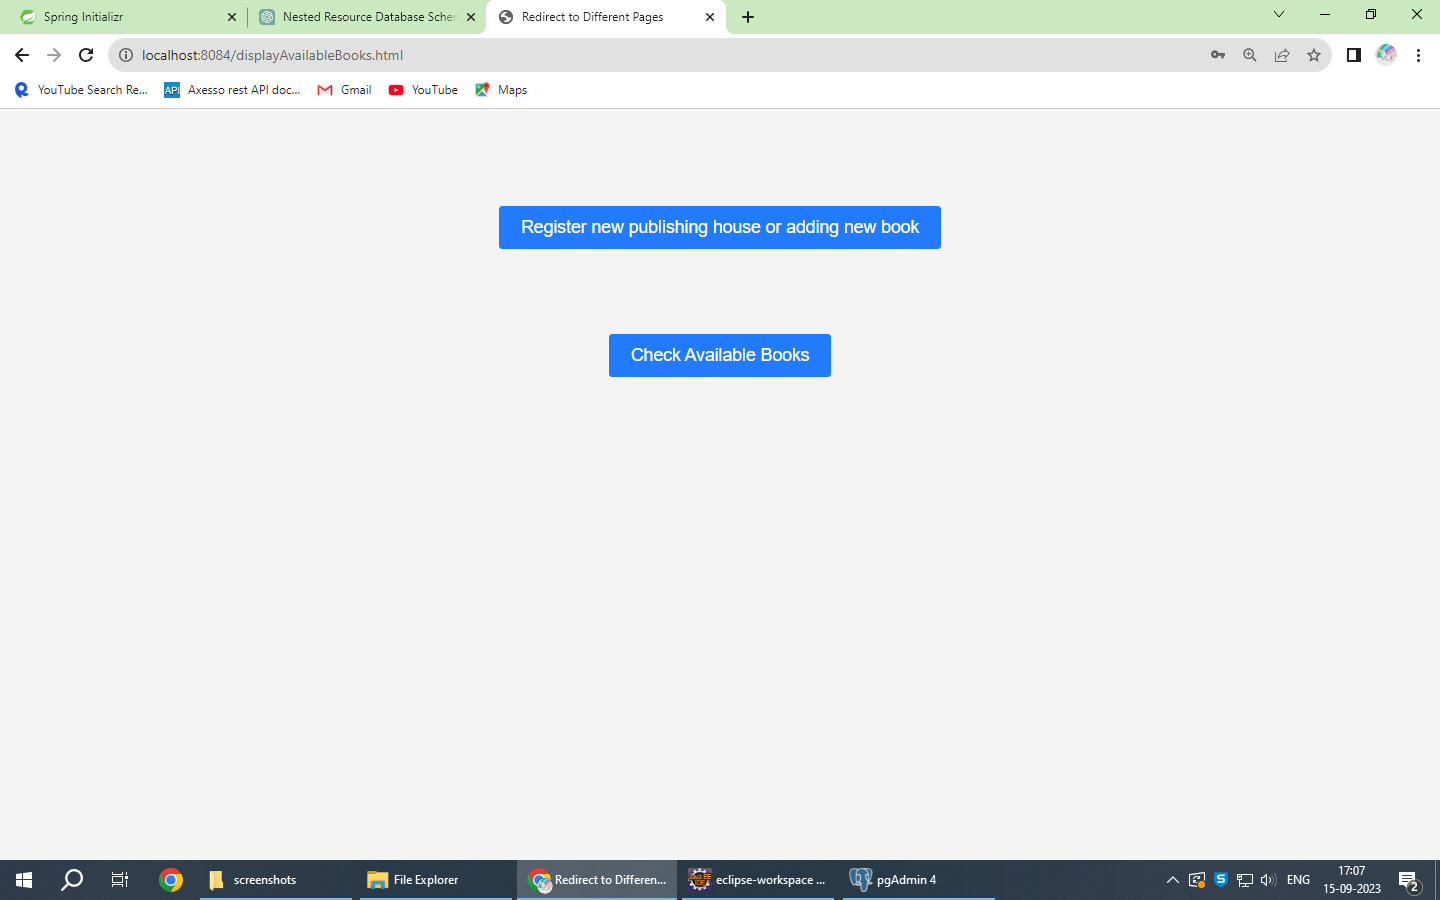 Spring Initializr
Nested Resource Database Schem
Redirect to Different Pages
localhost:8084/displayAvailableBooks.html
YouTube Search Re...
API Axesso rest API doc...
Gmail
YouTube
Maps
Register new publishing house or adding new book
Check Available Books
screenshots
File Explorer
Redirect to Differen...
eclipse-workspace ...
pgAdmin 4
S
ENG
17:07
15-09-2023
2